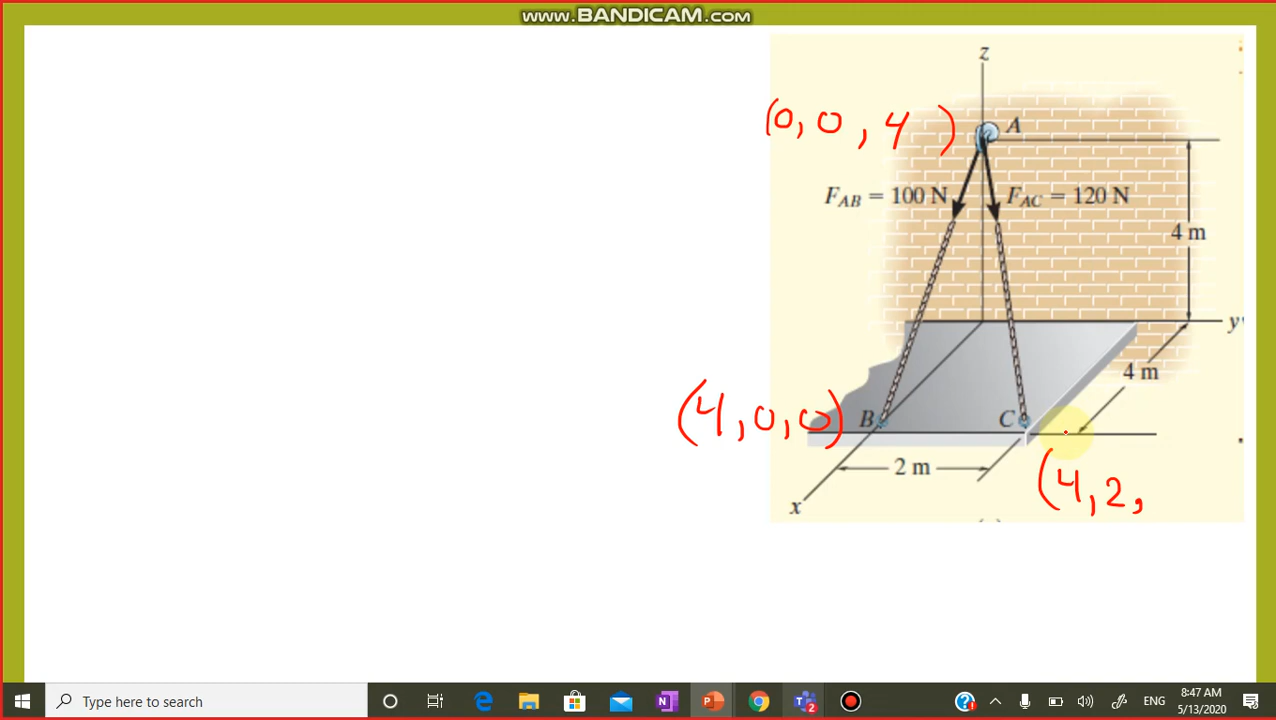 www.BANDICAM.com
z
(0, 0, 4)
A
F_AB = 100 N
F_AC = 120 N
4 m
y
4 m
(4, 0, 0)
B
C
2 m
(4, 2,
x
Type here to search
ENG
8:47 AM
5/13/2020
2